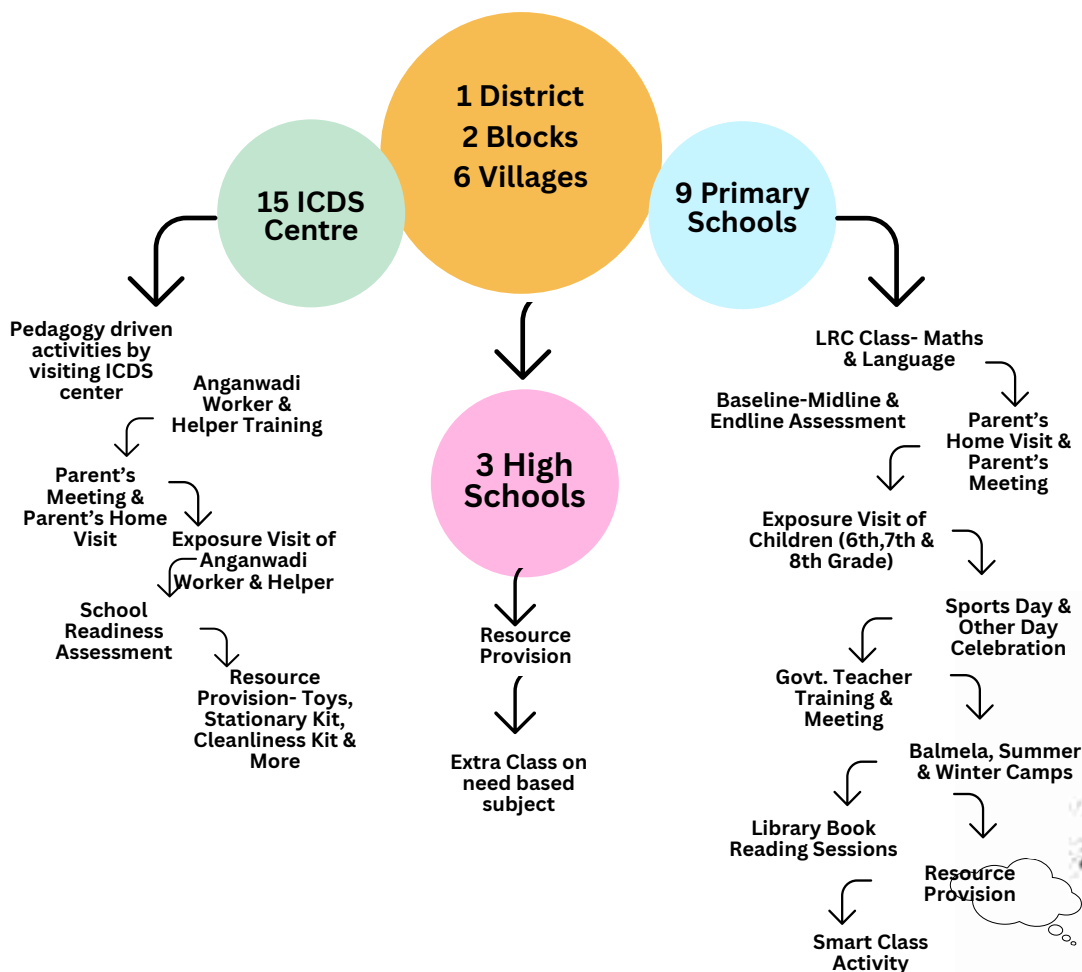 1 District
2 Blocks
6 Villages
15 ICDS
Centre
9 Primary
Schools
Pedagogy driven
activities by
visiting ICDS
center
Anganwadi
Worker &
Helper Training
Parent’s
Meeting &
Parent’s Home
Visit
Exposure Visit of
Anganwadi
Worker & Helper
School
Readiness
Assessment
Resource
Provision- Toys,
Stationary Kit,
Cleanliness Kit &
More
3 High
Schools
Resource
Provision
Extra Class on
need based
subject
LRC Class- Maths
& Language
Baseline-Midline &
Endline Assessment
Parent’s
Home Visit &
Parent’s
Meeting
Exposure Visit of
Children (6th,7th &
8th Grade)
Sports Day &
Other Day
Celebration
Govt. Teacher
Training &
Meeting
Balmela, Summer
& Winter Camps
Library Book
Reading Sessions
Resource
Provision
Smart Class
Activity